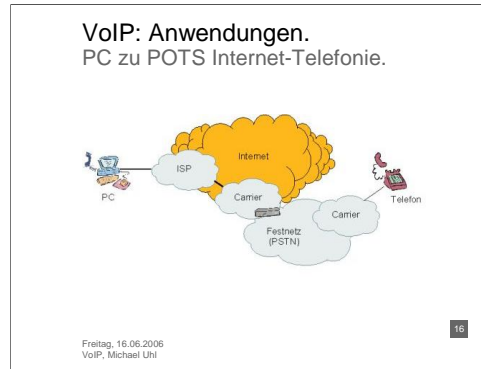 VoIP: Anwendungen.
PC zu POTS Internet-Telefonie.
Internet
ISP
PC
Carrier
Telefon
Carrier
Festnetz
(PSTN)
16
Freitag, 16.06.2006
VoIP, Michael Uhl